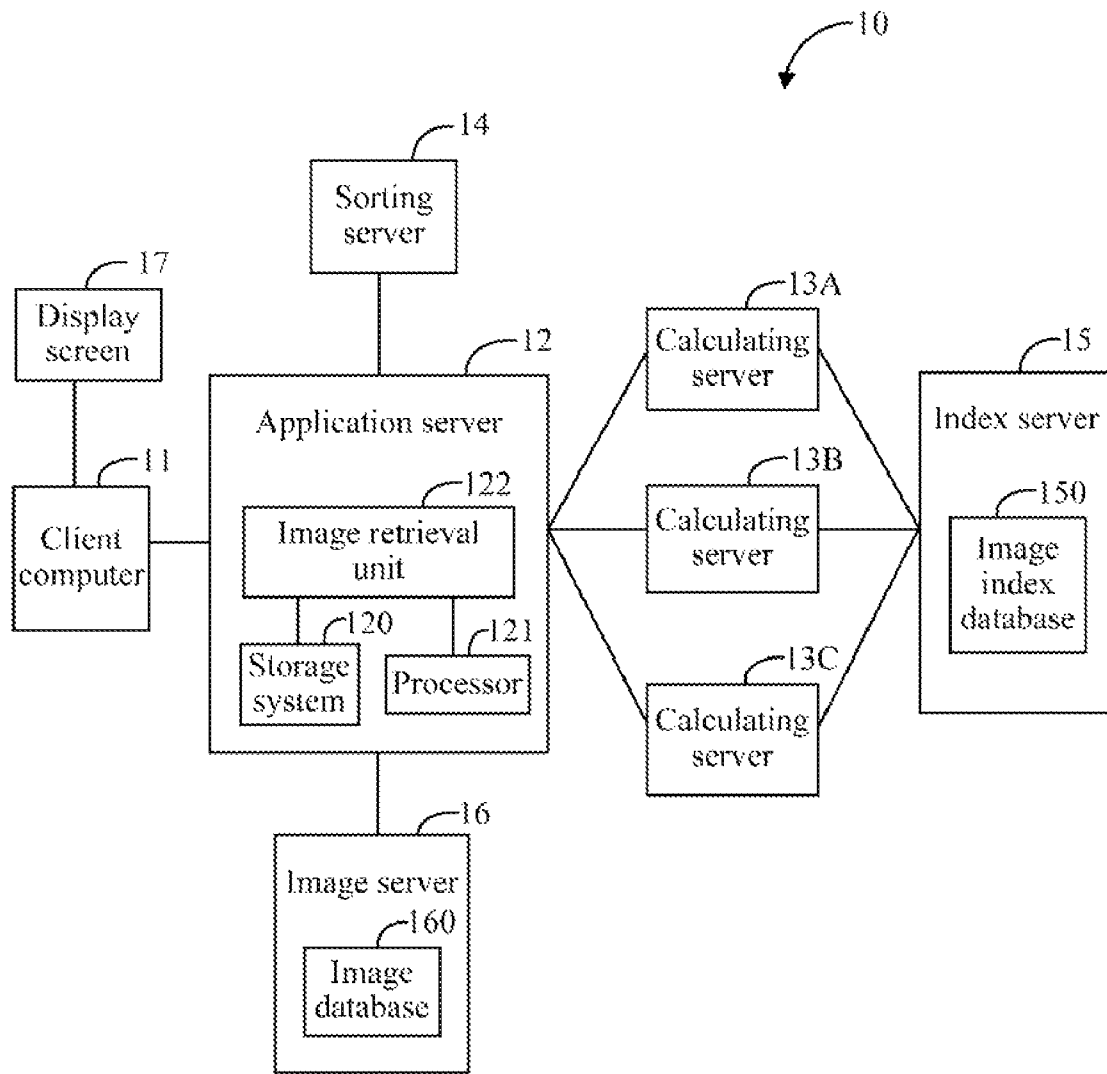 10
14
Sorting
server
17
Display
screen
12
Application server
11
Client
computer
122
Image retrieval
unit
120
Storage
system
121
Processor
13A
Calculating
server
13B
Calculating
server
13C
Calculating
server
15
Index server
150
Image
index
database
16
Image server
160
Image
database